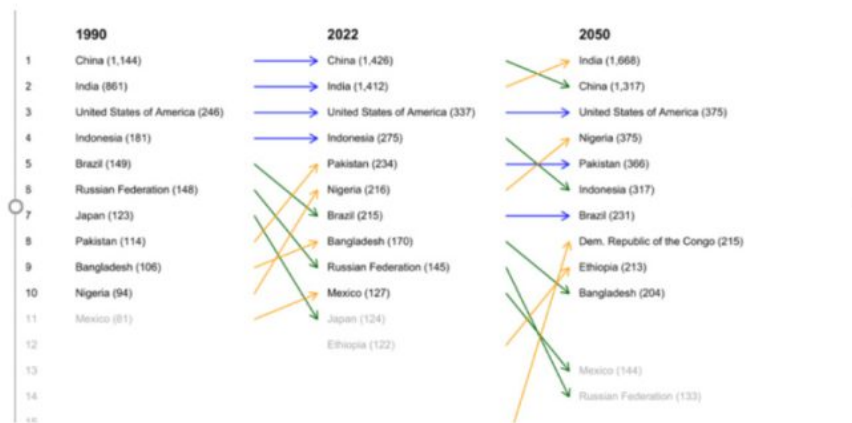 1990 2022 2050
1 China (1,144) China (1,426) India (1,668)
2 India (861) India (1,412) China (1,317)
3 United States of America (246) United States of America (337) United States of America (375)
4 Indonesia (181) Indonesia (275) Nigeria (375)
5 Brazil (149) Pakistan (234) Pakistan (366)
6 Russian Federation (148) Nigeria (216) Indonesia (317)
7 Japan (123) Brazil (215) Brazil (231)
8 Pakistan (114) Bangladesh (170) Dem. Republic of the Congo (215)
9 Bangladesh (106) Russian Federation (145) Ethiopia (213)
10 Nigeria (94) Mexico (127) Bangladesh (204)
11 Mexico (81) Japan (124)
12 Ethiopia (122)
13 Mexico (144)
14 Russian Federation (133)